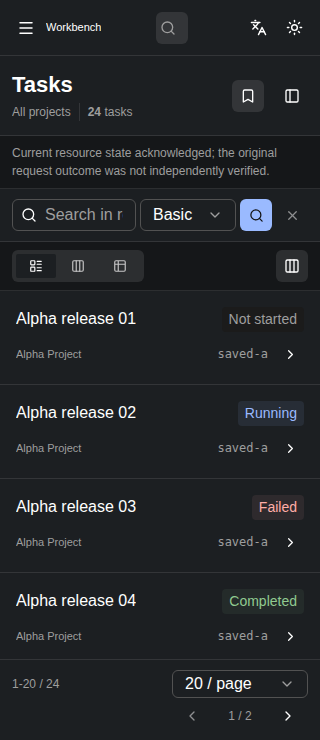 Workbench
Tasks
All projects
24 tasks
Current resource state acknowledged; the original
request outcome was not independently verified.
Search in r
Basic
Alpha release 01
Not started
Alpha Project
saved-a
Alpha release 02
Running
Alpha Project
saved-a
Alpha release 03
Failed
Alpha Project
saved-a
Alpha release 04
Completed
Alpha Project
saved-a
1-20 / 24
20 / page
1 / 2